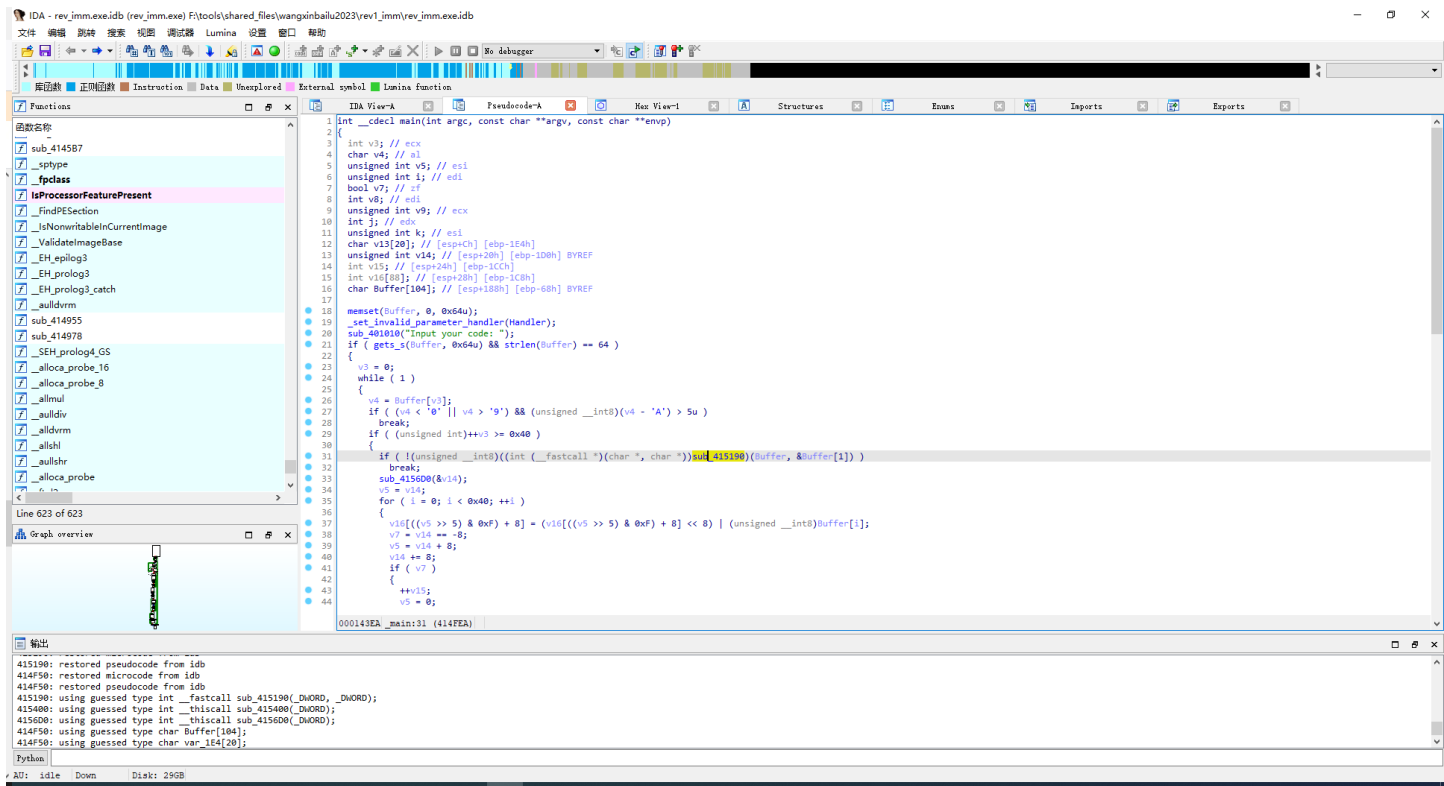 IDA - rev_imm.exe.idb (rev_imm.exe) F:\tools\shared_files\wangxinbailu2023\rev1_imm\rev_imm.exe.idb
文件 编辑 跳转 搜索 视图 调试器 Lumina 设置 窗口 帮助
No debugger
库函数 正则函数 Instruction Data Unexplored External symbol Lumina function
Functions
IDA View-A Pseudocode-A Hex View-1 Structures Enums Imports Exports
函数名称
sub_4145B7
__sptype
__fpclass
IsProcessorFeaturePresent
__FindPESection
__IsNonwritableInCurrentImage
__ValidateImageBase
__EH_epilog3
__EH_prolog3
__EH_prolog3_catch
__aulldvrm
sub_414955
sub_414978
__SEH_prolog4_GS
__alloca_probe_16
__alloca_probe_8
__allmul
__aulldiv
__alldvrm
__allshl
__aullshr
__alloca_probe
Line 623 of 623
Graph overview
1 int __cdecl main(int argc, const char **argv, const char **envp)
2 {
3 int v3; // ecx
4 char v4; // al
5 unsigned int v5; // esi
6 unsigned int i; // edi
7 bool v7; // zf
8 int v8; // edi
9 unsigned int v9; // ecx
10 int j; // edx
11 unsigned int k; // esi
12 char v13[20]; // [esp+Ch] [ebp-1E4h]
13 unsigned int v14; // [esp+20h] [ebp-1D0h] BYREF
14 int v15; // [esp+24h] [ebp-1CCh]
15 int v16[88]; // [esp+28h] [ebp-1C8h]
16 char Buffer[104]; // [esp+188h] [ebp-68h] BYREF
17
18 memset(Buffer, 0, 0x64u);
19 _set_invalid_parameter_handler(Handler);
20 sub_401010("Input your code: ");
21 if ( gets_s(Buffer, 0x64u) && strlen(Buffer) == 64 )
22 {
23 v3 = 0;
24 while ( 1 )
25 {
26 v4 = Buffer[v3];
27 if ( (v4 < '0' || v4 > '9') && (unsigned __int8)(v4 - 'A') > 5u )
28 break;
29 if ( (unsigned int)++v3 >= 0x40 )
30 {
31 if ( !(unsigned __int8)((int (__fastcall *)(char *, char *))sub_415190)(Buffer, &Buffer[1]) )
32 break;
33 sub_4156D0(&v14);
34 v5 = v14;
35 for ( i = 0; i < 0x40; ++i )
36 {
37 v16[((v5 >> 5) & 0xF) + 8] = (v16[((v5 >> 5) & 0xF) + 8] << 8) | (unsigned __int8)Buffer[i];
38 v7 = v14 == -8;
39 v5 = v14 + 8;
40 v14 += 8;
41 if ( v7 )
42 {
43 ++v15;
44 v5 = 0;
000143EA _main:31 (414FEA)
输出
415190: restored pseudocode from idb
414F50: restored microcode from idb
414F50: restored pseudocode from idb
415190: using guessed type int __fastcall sub_415190(_DWORD, _DWORD);
415400: using guessed type int __thiscall sub_415400(_DWORD);
4156D0: using guessed type int __thiscall sub_4156D0(_DWORD);
414F50: using guessed type char Buffer[104];
414F50: using guessed type char var_1E4[20];
Python
AU: idle Down Disk: 29GB